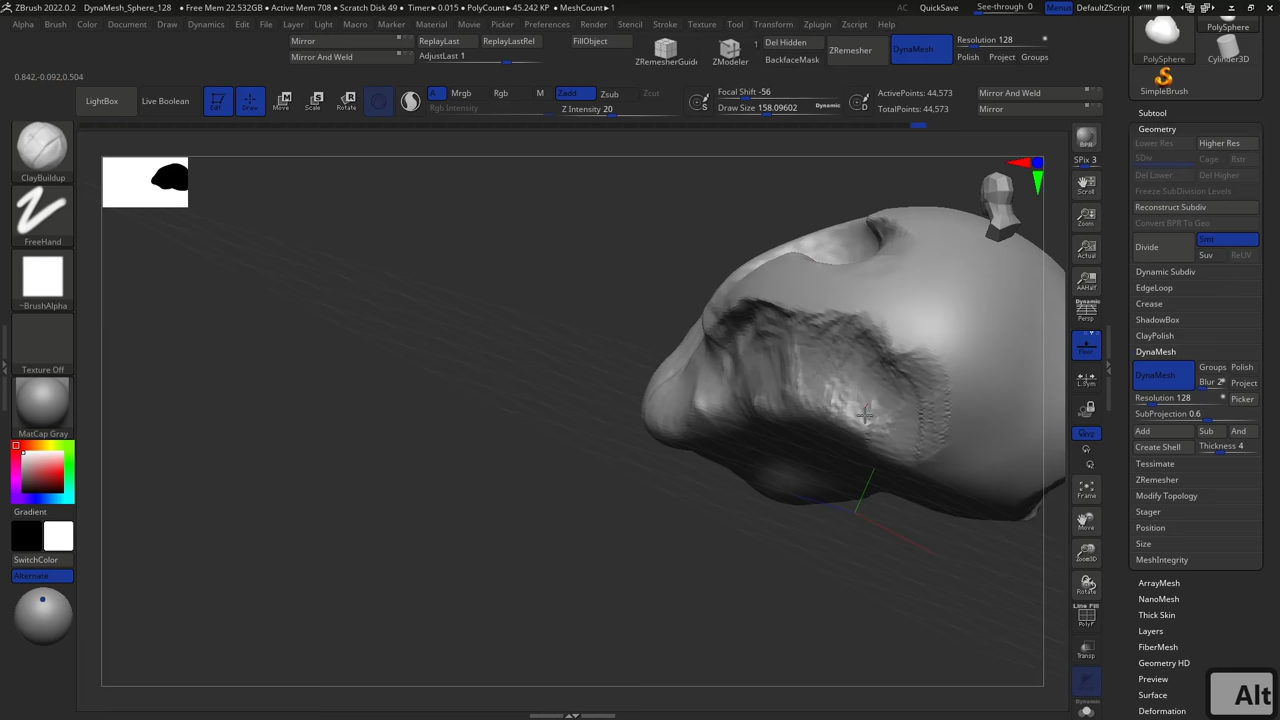 ZBrush 2022.0.2 DynaMesh_Sphere_128 • Free Mem 22.532GB • Active Mem 708 • Scratch Disk 49 • Timer▸0.015 • PolyCount▸45.242 KP • MeshCount▸1
AC QuickSave See-through 0 Menus DefaultZScript
Alpha Brush Color Document Draw Dynamics Edit File Layer Light Macro Marker Material Movie Picker Preferences Render Stencil Stroke Texture Tool Transform Zplugin Zscript Help
Mirror
Mirror And Weld
ReplayLast ReplayLastRel
AdjustLast 1
FillObject
ZRemesherGuide
ZModeler
1
Del Hidden
BackfaceMask
ZRemesher
DynaMesh
Resolution 128
Polish Project Groups
0.842,-0.092,0.504
LightBox
Live Boolean
Edit
Draw
Move
Scale
Rotate
A Mrgb Rgb M
Rgb Intensity
Zadd Zsub Zcut
Z Intensity 20
S
Focal Shift -56
Draw Size 158.09602 Dynamic
D
ActivePoints: 44,573
TotalPoints: 44,573
Mirror And Weld
Mirror
ClayBuildup
FreeHand
~BrushAlpha
Texture Off
MatCap Gray
Gradient
SwitchColor
Alternate
BPR
SPix 3
Scroll
Zoom
Actual
AAHalf
Dynamic
Persp
Floor
L.Sym
Qxyz
Frame
Move
Zoom3D
Rotate
Line Fill
PolyF
Transp
Dynamic
PolySphere
PolySphere
Cylinder3D
SimpleBrush
Subtool
Geometry
Lower Res Higher Res
SDiv Cage Rstr
Del Lower Del Higher
Freeze SubDivision Levels
Reconstruct Subdiv
Convert BPR To Geo
Divide
Smt
Suv ReUV
Dynamic Subdiv
EdgeLoop
Crease
ShadowBox
ClayPolish
DynaMesh
DynaMesh
Groups Polish
Blur 2 Project
Resolution 128 Picker
SubProjection 0.6
Add Sub And
Create Shell Thickness 4
Tessimate
ZRemesher
Modify Topology
Stager
Position
Size
MeshIntegrity
ArrayMesh
NanoMesh
Thick Skin
Layers
FiberMesh
Geometry HD
Preview
Surface
Deformation
Alt